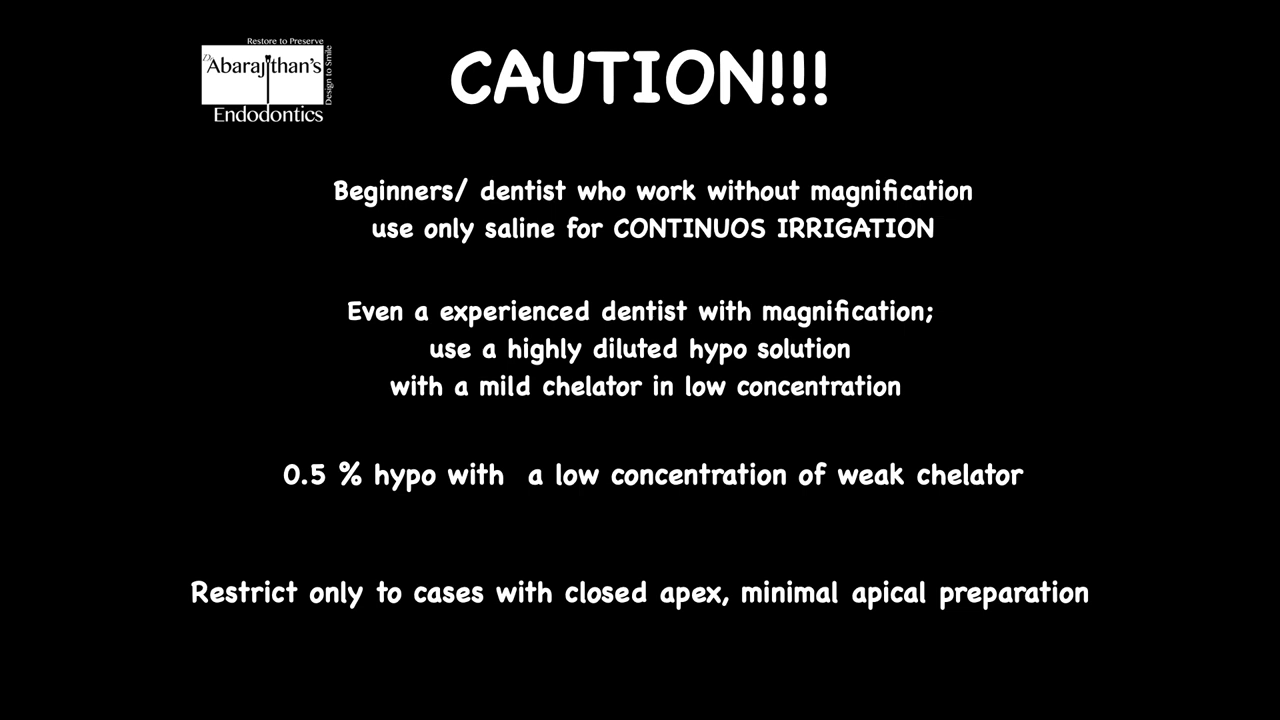 Restore to Preserve
CAUTION!!!
Dr
Abarajithan's
Design to Smile
Endodontics
Beginners/ dentist who work without magnification
use only saline for CONTINUOS IRRIGATION
Even a experienced dentist with magnification;
use a highly diluted hypo solution
with a mild chelator in low concentration
0.5 % hypo with a low concentration of weak chelator
Restrict only to cases with closed apex, minimal apical preparation